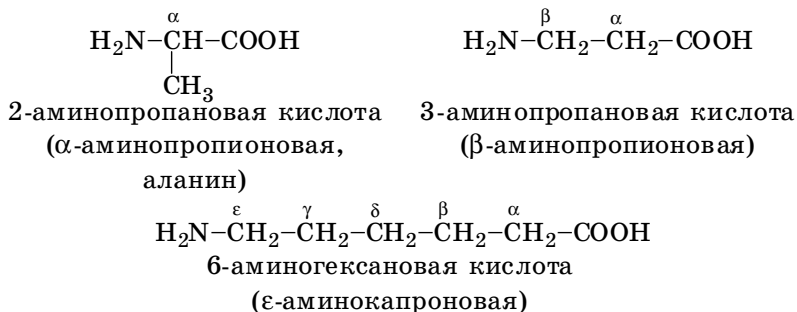 α β α
H₂N–CH–COOH H₂N–CH₂–CH₂–COOH
CH₃
2-аминопропановая кислота 3-аминопропановая кислота
(α-аминопропионовая, (β-аминопропионовая)
аланин)
ε γ δ β α
H₂N–CH₂–CH₂–CH₂–CH₂–CH₂–COOH
6-аминогексановая кислота
(ε-аминокапроновая)